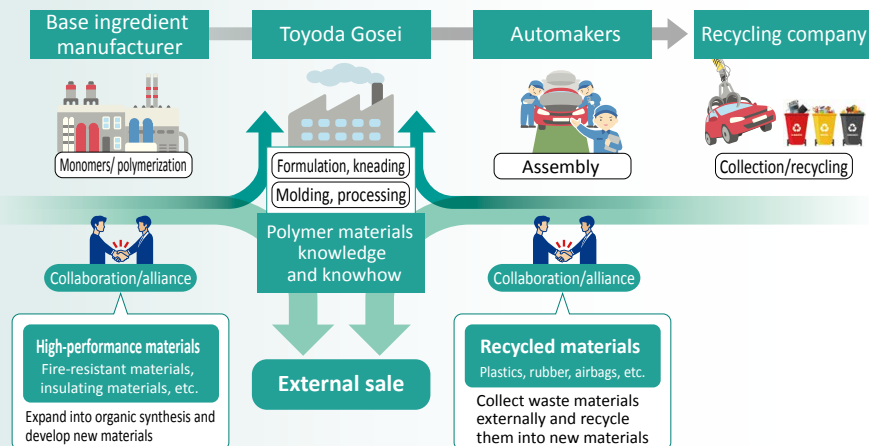 Base ingredient
manufacturer
Toyoda Gosei
Automakers
Recycling company
Monomers/ polymerization
Formulation, kneading
Molding, processing
Assembly
Collection/recycling
Polymer materials
knowledge
and knowhow
Collaboration/alliance
Collaboration/alliance
High-performance materials
Fire-resistant materials,
insulating materials, etc.
Expand into organic synthesis and
develop new materials
External sale
Recycled materials
Plastics, rubber, airbags, etc.
Collect waste materials
externally and recycle
them into new materials